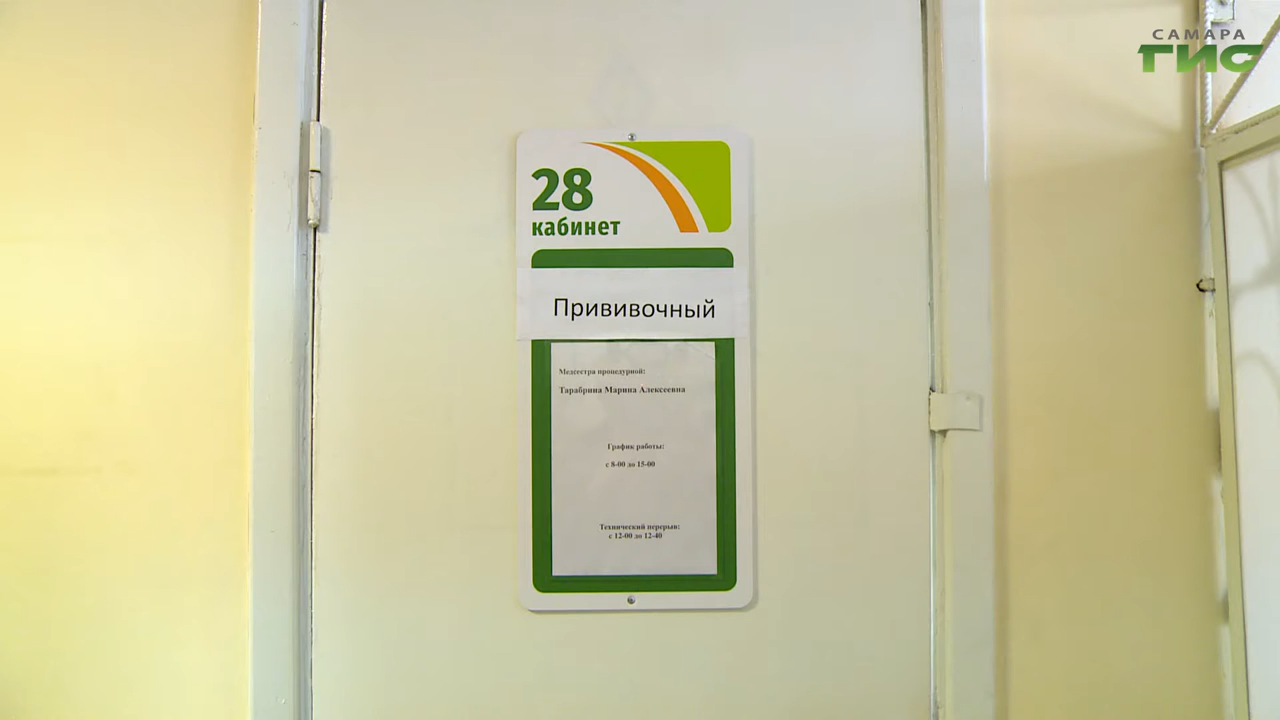 САМАРА
ГИС
28
кабинет
Прививочный
Медсестра процедурной:
Тарабрина Марина Алексеевна
График работы:
с 8-00 до 15-00
Технический перерыв:
с 12-00 до 12-40